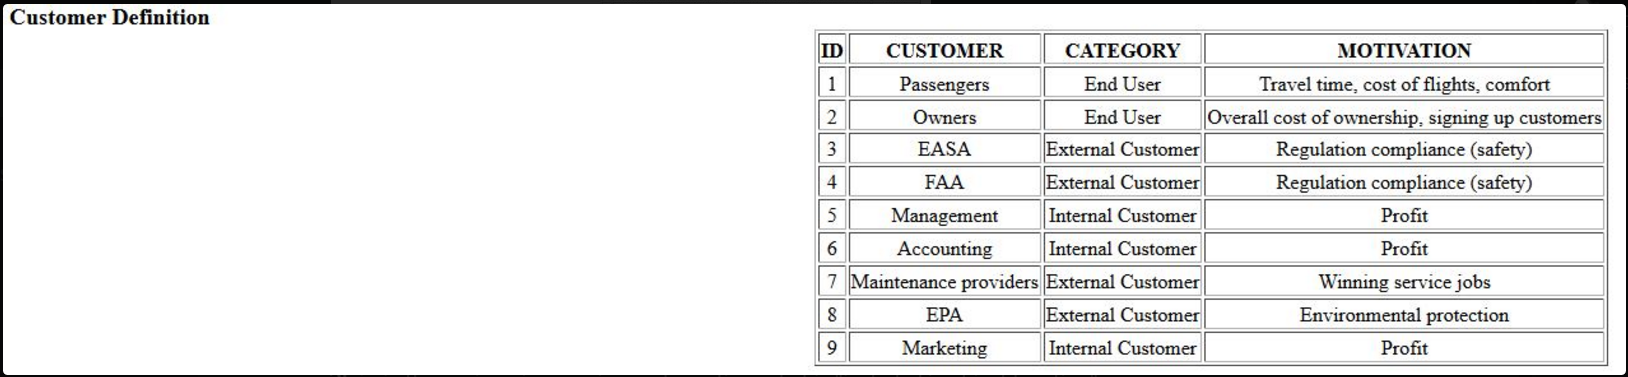 Customer Definition
ID CUSTOMER CATEGORY MOTIVATION
1 Passengers End User Travel time, cost of flights, comfort
2 Owners End User Overall cost of ownership, signing up customers
3 EASA External Customer Regulation compliance (safety)
4 FAA External Customer Regulation compliance (safety)
5 Management Internal Customer Profit
6 Accounting Internal Customer Profit
7 Maintenance providers External Customer Winning service jobs
8 EPA External Customer Environmental protection
9 Marketing Internal Customer Profit